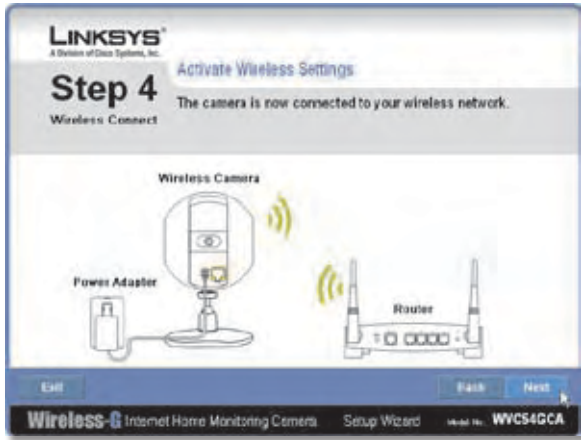 LINKSYS®
A Division of Cisco Systems, Inc.
Step 4
Wireless Connect
Activate Wireless Settings
The camera is now connected to your wireless network.
Wireless Camera
Power Adapter
Router
Exit
Back
Next
Wireless-G Internet Home Monitoring Camera
Setup Wizard
Model No. WVC54GCA